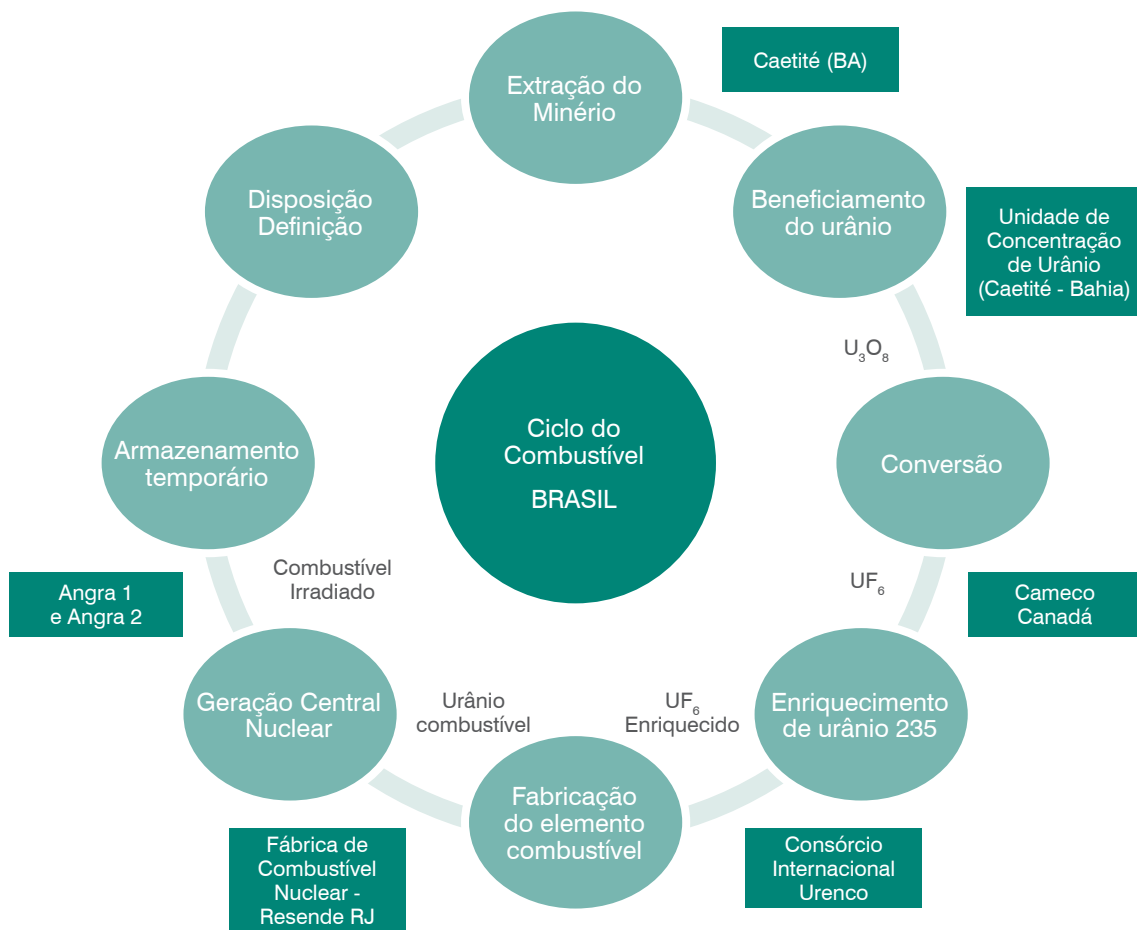 Extração do
Minério
Caetité (BA)
Beneficiamento
do urânio
Unidade de
Concentração
de Urânio
(Caetité - Bahia)
U₃O₈
Conversão
UF₆
Cameco
Canadá
Enriquecimento
de urânio 235
UF₆
Enriquecido
Consórcio
Internacional
Urenco
Fabricação
do elemento
combustível
Urânio
combustível
Fábrica de
Combustível
Nuclear -
Resende RJ
Geração Central
Nuclear
Combustível
Irradiado
Angra 1
e Angra 2
Armazenamento
temporário
Disposição
Definição
Ciclo do
Combustível
BRASIL